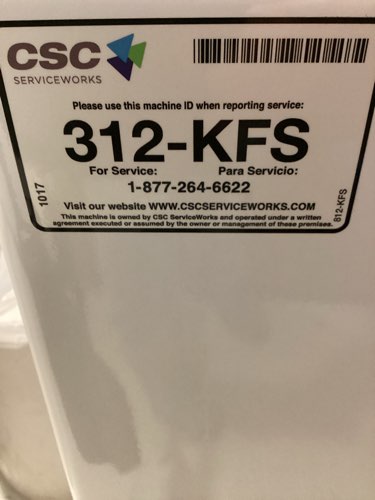 CSC
SERVICEWORKS
Please use this machine ID when reporting service:
312-KFS
For Service: Para Servicio:
1-877-264-6622
Visit our website WWW.CSCSERVICEWORKS.COM
This machine is owned by CSC ServiceWorks and operated under a written
agreement executed or assumed by the owner or management of these premises.
1017
812-KFS